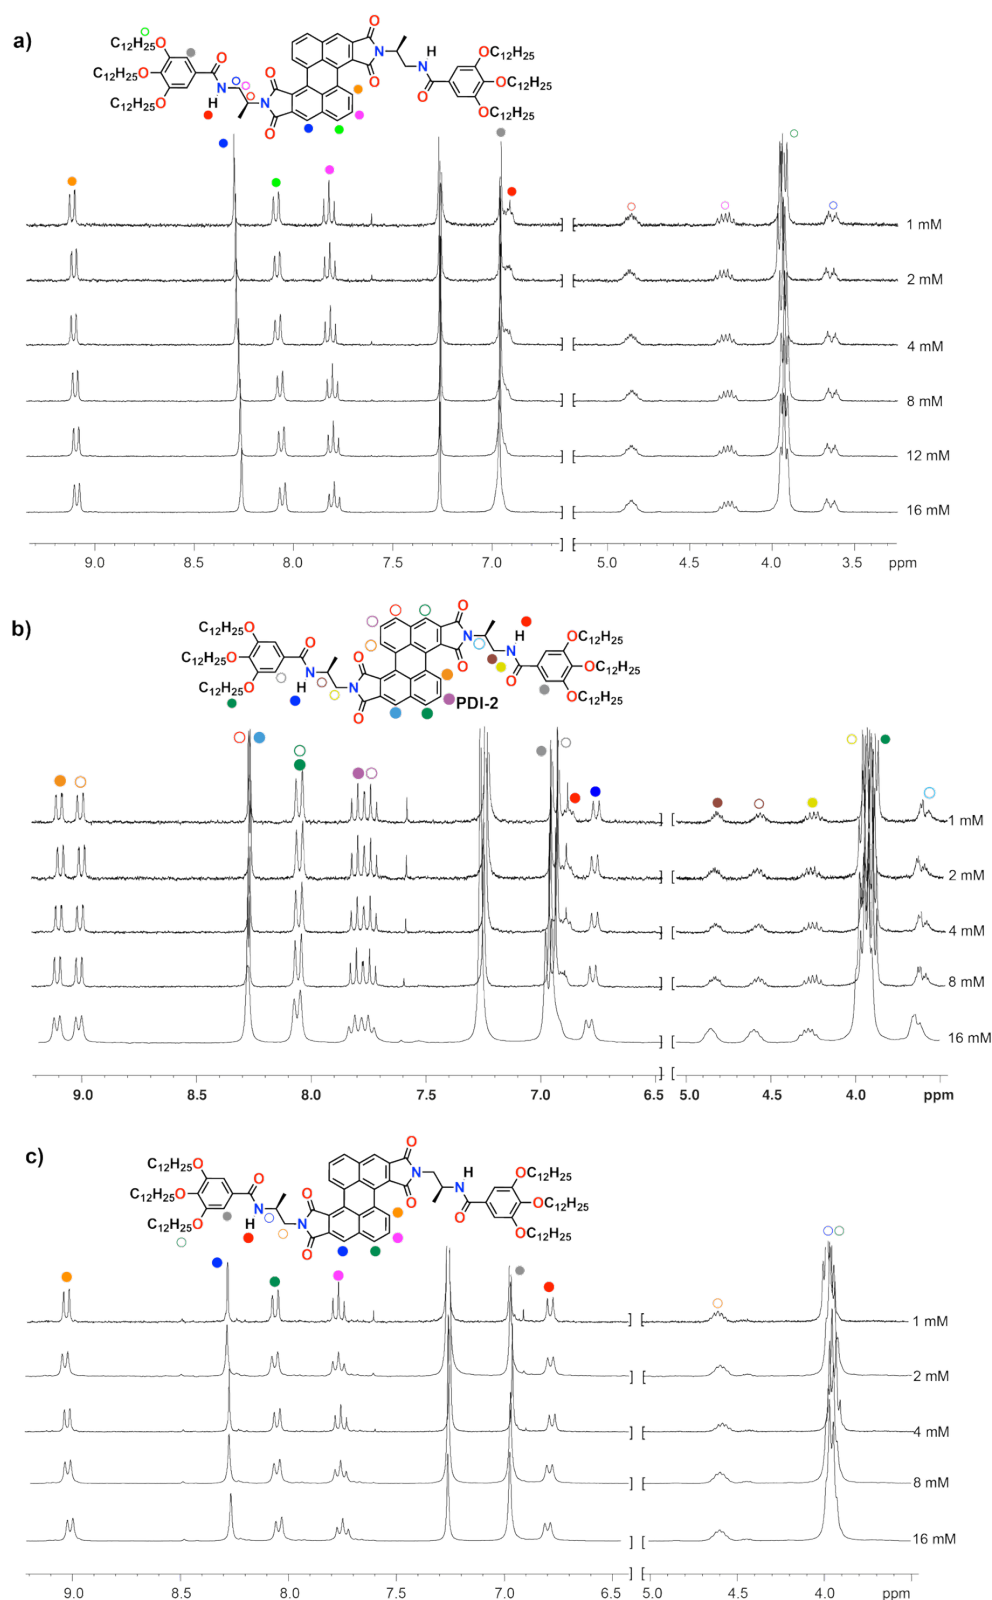 a)
C12H25O
C12H25O
C12H25O
O
N
H
O
N
O
O
N
O
H
N
O
OC12H25
OC12H25
OC12H25
1 mM
2 mM
4 mM
8 mM
12 mM
16 mM
] [
9.0 8.5 8.0 7.5 7.0 5.0 4.5 4.0 3.5 ppm
b)
C12H25O
C12H25O
C12H25O
O
N
H
O
N
O
O
N
O
H
N
O
OC12H25
OC12H25
OC12H25
PDI-2
1 mM
2 mM
4 mM
8 mM
16 mM
] [
9.0 8.5 8.0 7.5 7.0 6.5 5.0 4.5 4.0 ppm
c)
C12H25O
C12H25O
C12H25O
O
N
H
O
N
O
O
N
O
N
H
O
OC12H25
OC12H25
OC12H25
1 mM
2 mM
4 mM
8 mM
16 mM
] [
9.0 8.5 8.0 7.5 7.0 6.5 5.0 4.5 4.0 ppm